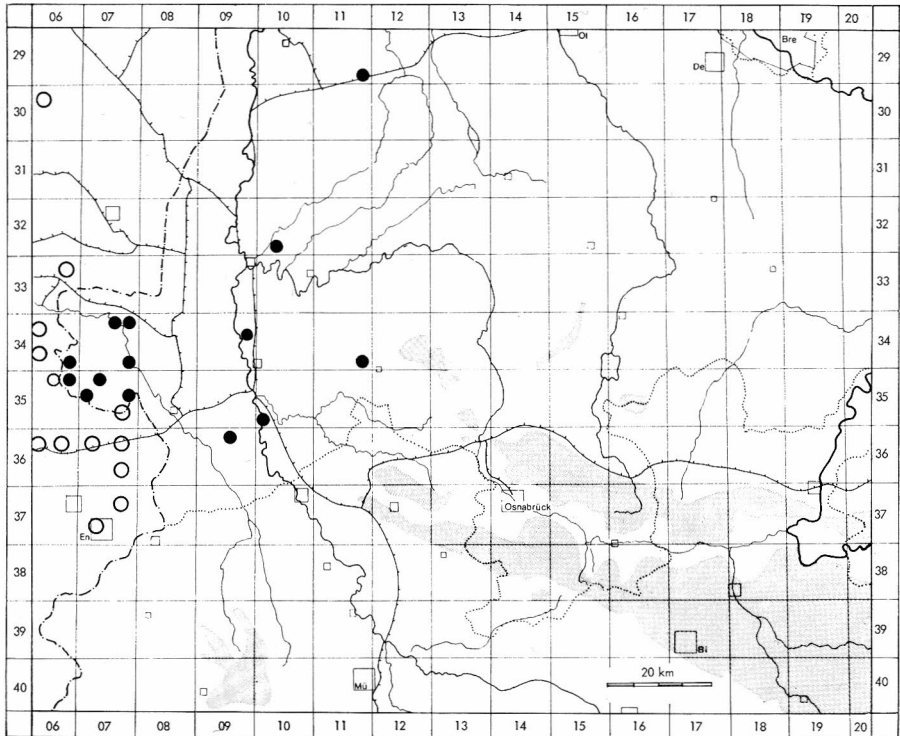 06 07 08 09 10 11 12 13 14 15 16 17 18 19 20
Ol
Bre
29 De 29
30 30
31 31
32 32
33 33
34 34
35 35
36 36
Osnabrück
37 En 37
38 38
39 39
Bi
20 km
40 Mü 40
06 07 08 09 10 11 12 13 14 15 16 17 18 19 20